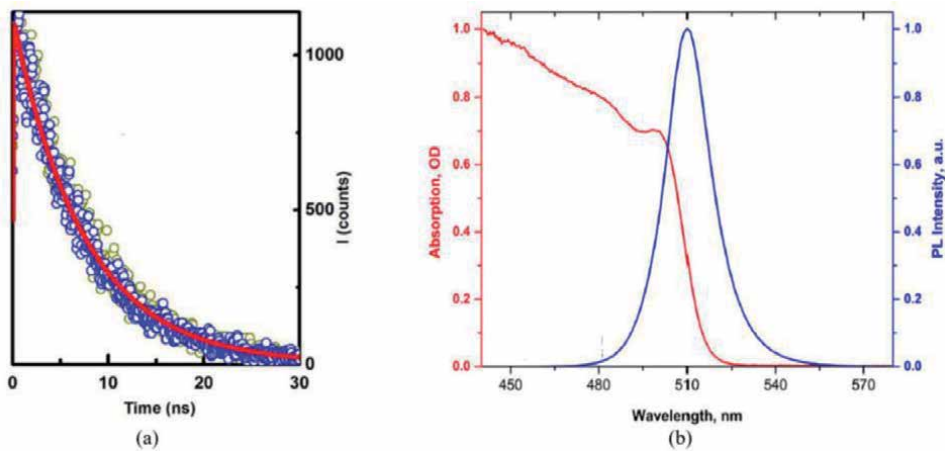 1000
500
0
I (counts)
0 10 20 30
Time (ns)
(a)
1.0
0.8
0.6
0.4
0.2
0.0
Absorption, OD
1.0
0.8
0.6
0.4
0.2
0.0
PL Intensity, a.u.
450 480 510 540 570
Wavelength, nm
(b)